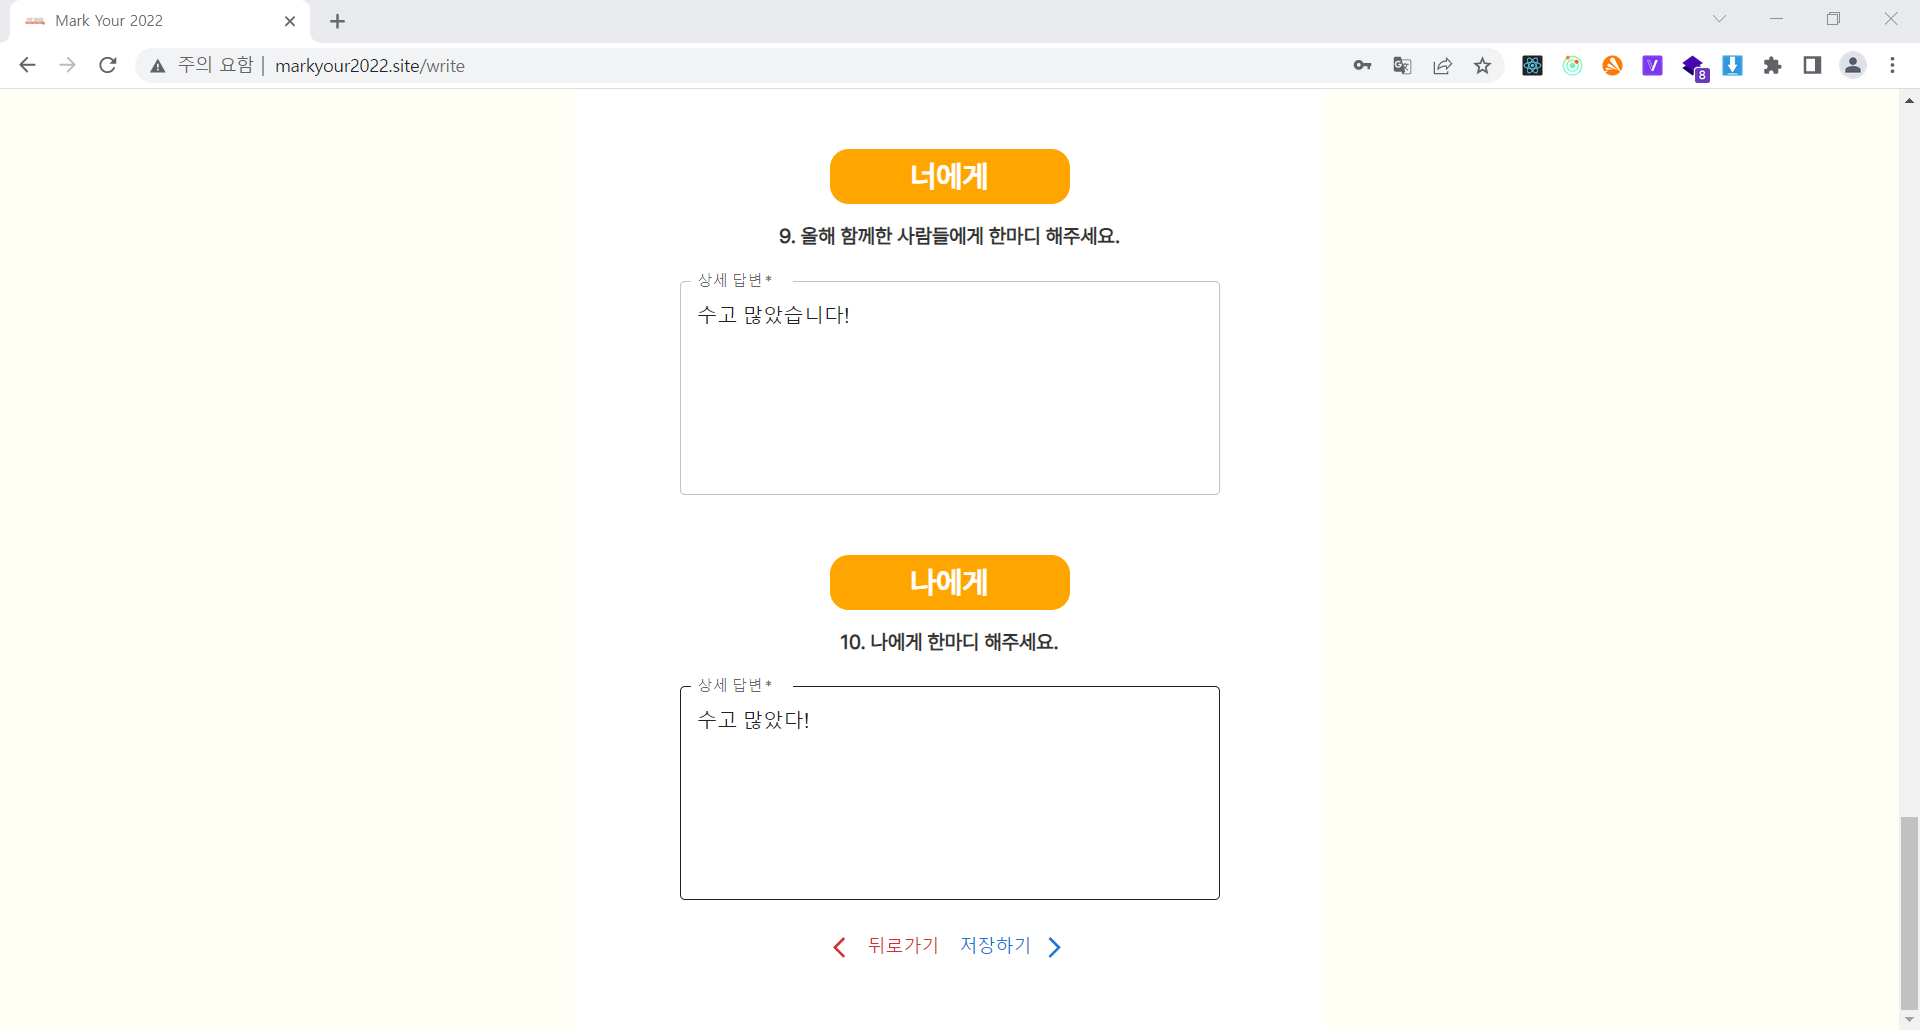 Mark Your 2022
주의 요함 | markyour2022.site/write
8
너에게
9. 올해 함께한 사람들에게 한마디 해주세요.
상세 답변 *
수고 많았습니다!
나에게
10. 나에게 한마디 해주세요.
상세 답변 *
수고 많았다!
뒤로가기 저장하기